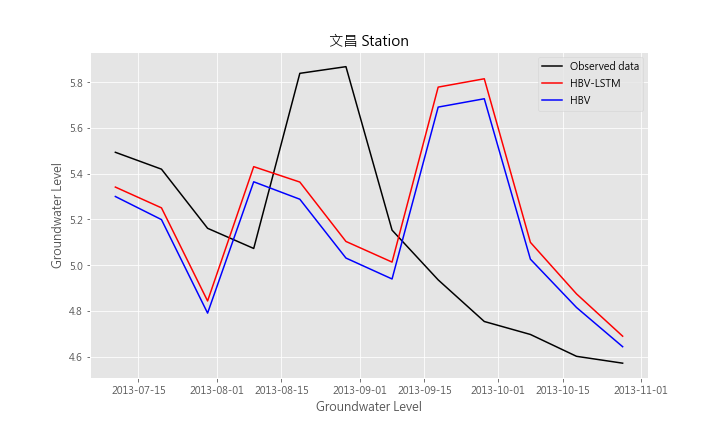 文昌 Station
Observed data
HBV-LSTM
HBV
Groundwater Level
5.8
5.6
5.4
5.2
5.0
4.8
4.6
2013-07-15
2013-08-01
2013-08-15
2013-09-01
2013-09-15
2013-10-01
2013-10-15
2013-11-01
Groundwater Level